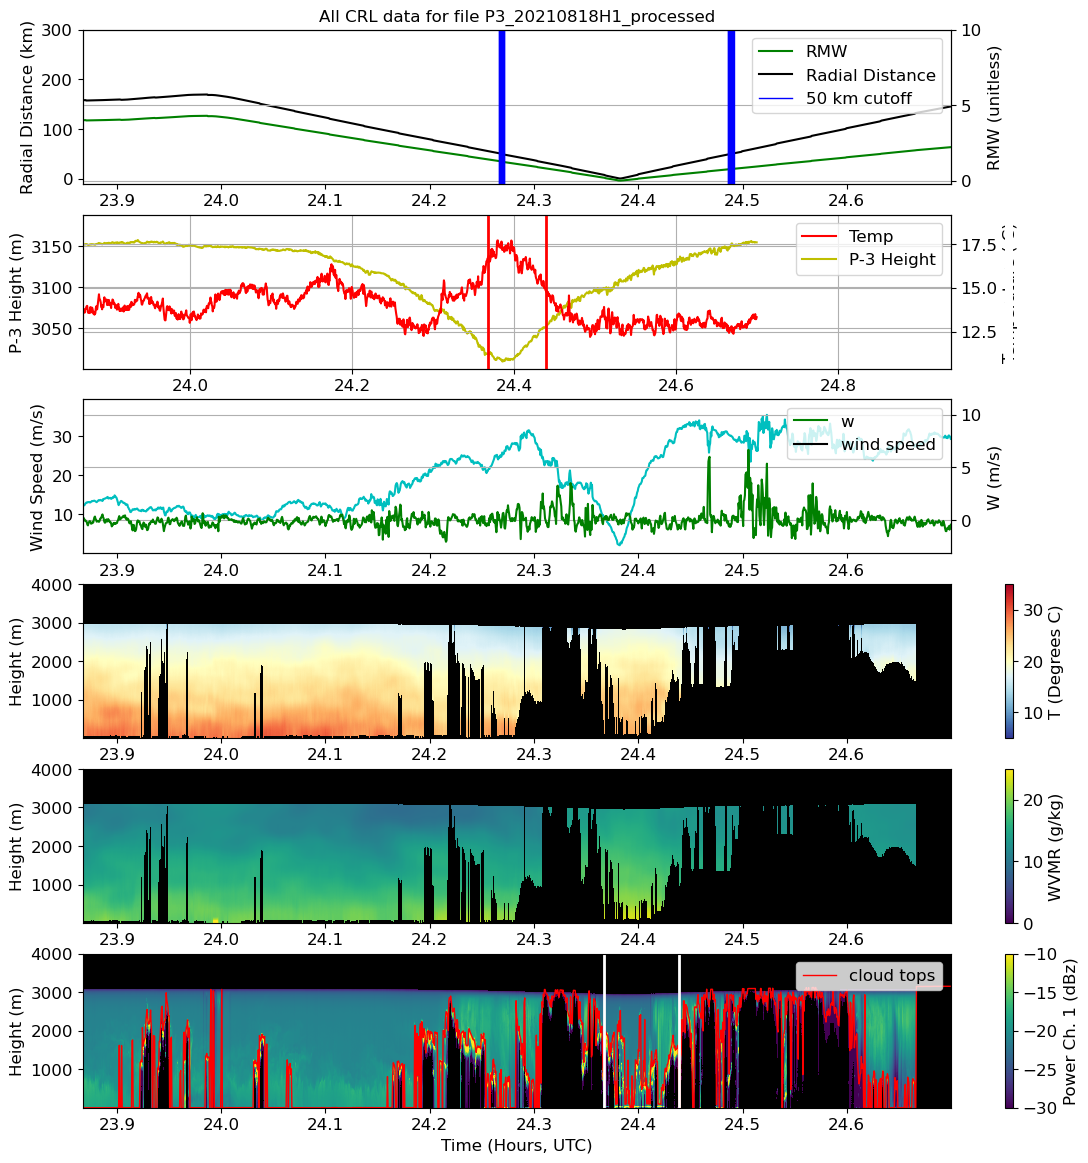 All CRL data for file P3_20210818H1_processed
Radial Distance (km)
300
200
100
0
RMW
Radial Distance
50 km cutoff
10
5
0
RMW (unitless)
23.9 24.0 24.1 24.2 24.3 24.4 24.5 24.6
P-3 Height (m)
3150
3100
3050
Temp
P-3 Height
17.5
15.0
12.5
24.0 24.2 24.4 24.6 24.8
Wind Speed (m/s)
30
20
10
w
wind speed
10
5
0
W (m/s)
23.9 24.0 24.1 24.2 24.3 24.4 24.5 24.6
Height (m)
4000
3000
2000
1000
30
20
10
T (Degrees C)
23.9 24.0 24.1 24.2 24.3 24.4 24.5 24.6
Height (m)
4000
3000
2000
1000
20
10
0
WVMR (g/kg)
23.9 24.0 24.1 24.2 24.3 24.4 24.5 24.6
Height (m)
4000
3000
2000
1000
cloud tops
−10
−15
−20
−25
−30
Power Ch. 1 (dBz)
23.9 24.0 24.1 24.2 24.3 24.4 24.5 24.6
Time (Hours, UTC)